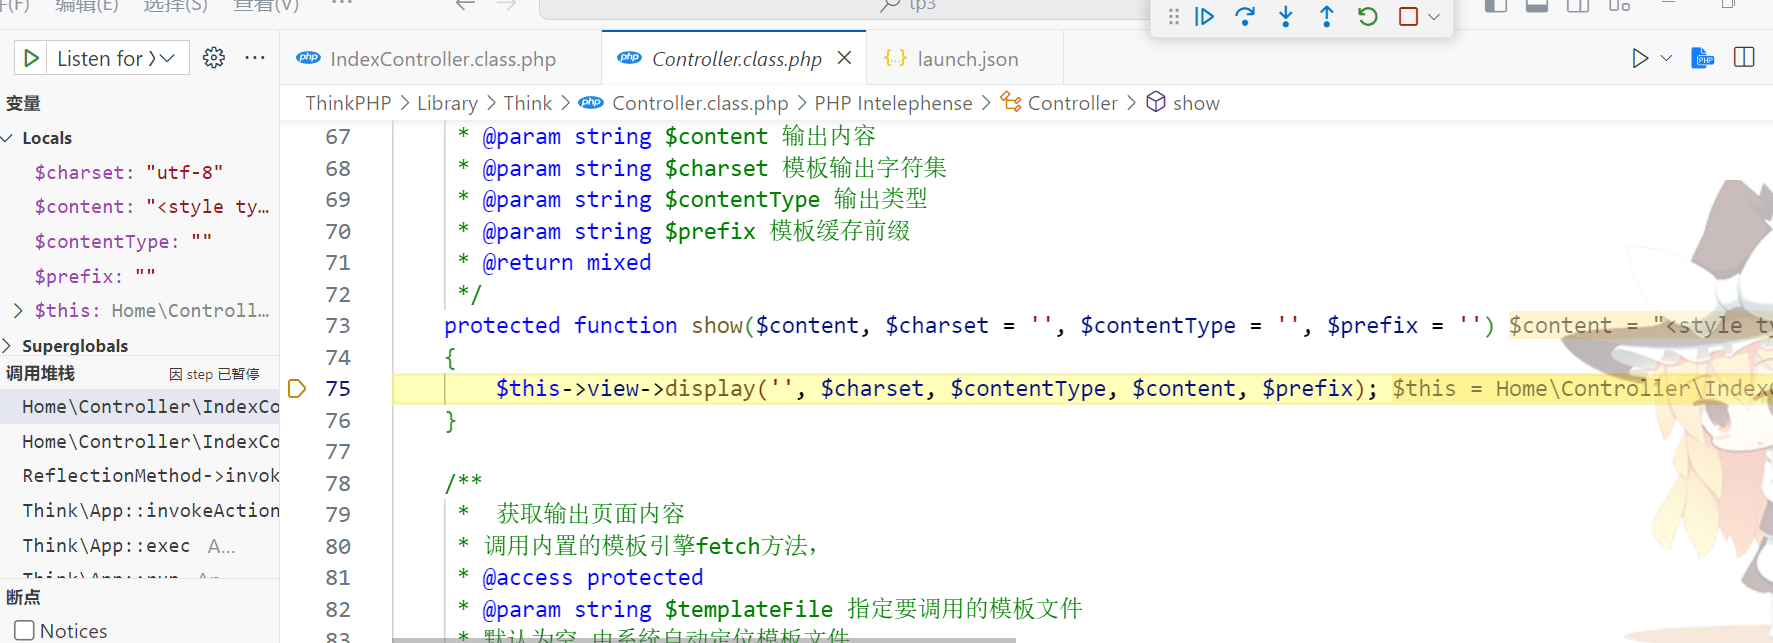 编辑(E) 选择(S) 查看(V) ··· tp3
Listen for
IndexController.class.php
Controller.class.php
launch.json
变量
ThinkPHP > Library > Think > Controller.class.php > PHP Intelephense > Controller > show
Locals
$charset: "utf-8"
$content: "<style ty...
$contentType: ""
$prefix: ""
$this: Home\Controll...
Superglobals
调用堆栈 因 step 已暂停
Home\Controller\IndexCo
Home\Controller\IndexCo
ReflectionMethod->invok
Think\App::invokeAction
Think\App::exec A...
断点
Notices
67 * @param string $content 输出内容
68 * @param string $charset 模板输出字符集
69 * @param string $contentType 输出类型
70 * @param string $prefix 模板缓存前缀
71 * @return mixed
72 */
73 protected function show($content, $charset = '', $contentType = '', $prefix = '') $content = "<style ty
74 {
75 $this->view->display('', $charset, $contentType, $content, $prefix); $this = Home\Controller\Index
76 }
77
78 /**
79 * 获取输出页面内容
80 * 调用内置的模板引擎fetch方法，
81 * @access protected
82 * @param string $templateFile 指定要调用的模板文件
83 * 默认为空 由系统自动定位模板文件